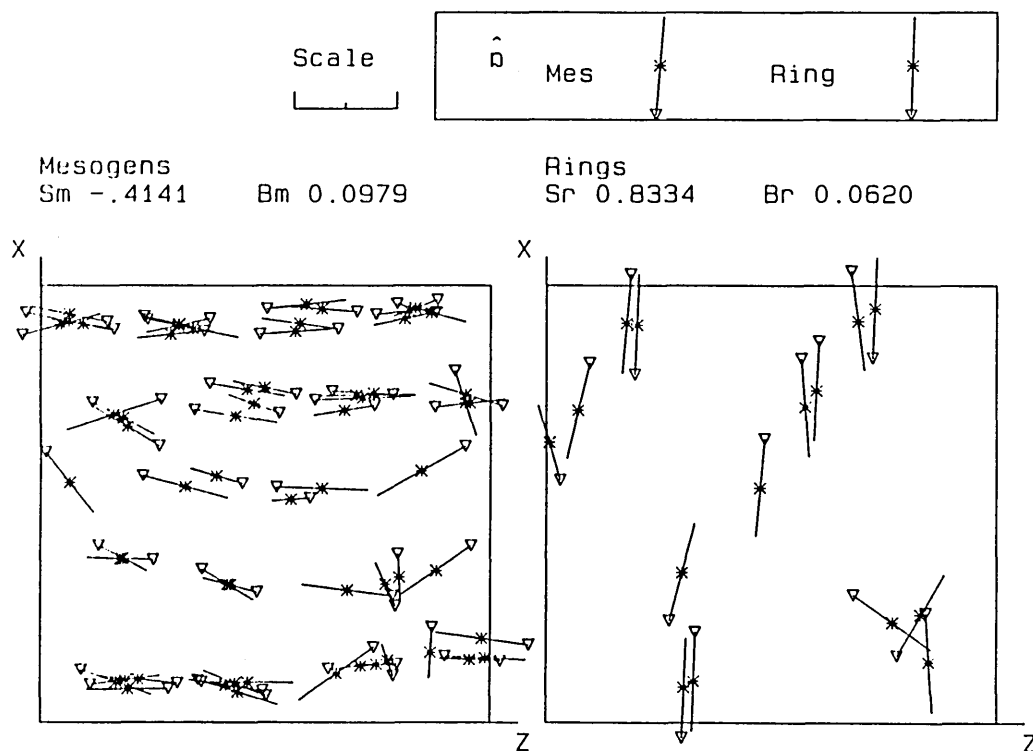 Scale
n̂ Mes Ring
Mesogens
Sm -.4141 Bm 0.0979
Rings
Sr 0.8334 Br 0.0620
X
X
Z
Z